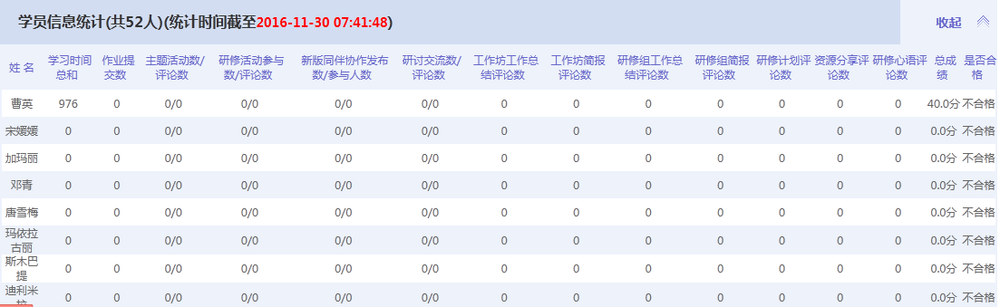 学员信息统计(共52人)(统计时间截至2016-11-30 07:41:48) 收起
姓 名 学习时间总和 作业提交数 主题活动数/评论数 研修活动参与数/评论数 新版同伴协作发布数/参与人数 研讨交流数/评论数 工作坊工作总结评论数 工作坊简报评论数 研修组工作总结评论数 研修组简报评论数 研修计划评论数 资源分享评论数 研修心语评论数 总成绩 是否合格
曹英 976 0 0/0 0/0 0/0 0/0 0 0 0 0 0 0 0 40.0分 不合格
宋媛媛 0 0 0/0 0/0 0/0 0/0 0 0 0 0 0 0 0 0.0分 不合格
加玛丽 0 0 0/0 0/0 0/0 0/0 0 0 0 0 0 0 0 0.0分 不合格
邓青 0 0 0/0 0/0 0/0 0/0 0 0 0 0 0 0 0 0.0分 不合格
唐雪梅 0 0 0/0 0/0 0/0 0/0 0 0 0 0 0 0 0 0.0分 不合格
玛依拉古丽 0 0 0/0 0/0 0/0 0/0 0 0 0 0 0 0 0 0.0分 不合格
斯木巴提 0 0 0/0 0/0 0/0 0/0 0 0 0 0 0 0 0 0.0分 不合格
迪利米 0 0 0/0 0/0 0/0 0/0 0 0 0 0 0 0 0 0.0分 不合格